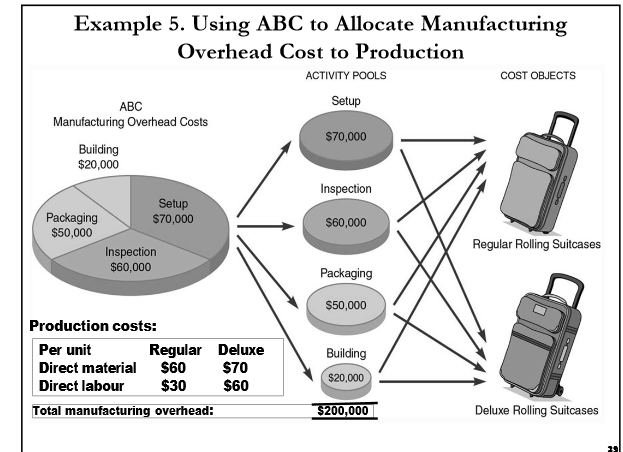 Example 5. Using ABC to Allocate Manufacturing
Overhead Cost to Production
ACTIVITY POOLS
COST OBJECTS
ABC
Manufacturing Overhead Costs
Building
$20,000
Setup
$70,000
Packaging
$50,000
Inspection
$60,000
Setup
$70,000
Inspection
$60,000
Packaging
$50,000
Building
$20,000
Regular Rolling Suitcases
Deluxe Rolling Suitcases
Production costs:
Per unit Regular Deluxe
Direct material $60 $70
Direct labour $30 $60
Total manufacturing overhead: $200,000
29